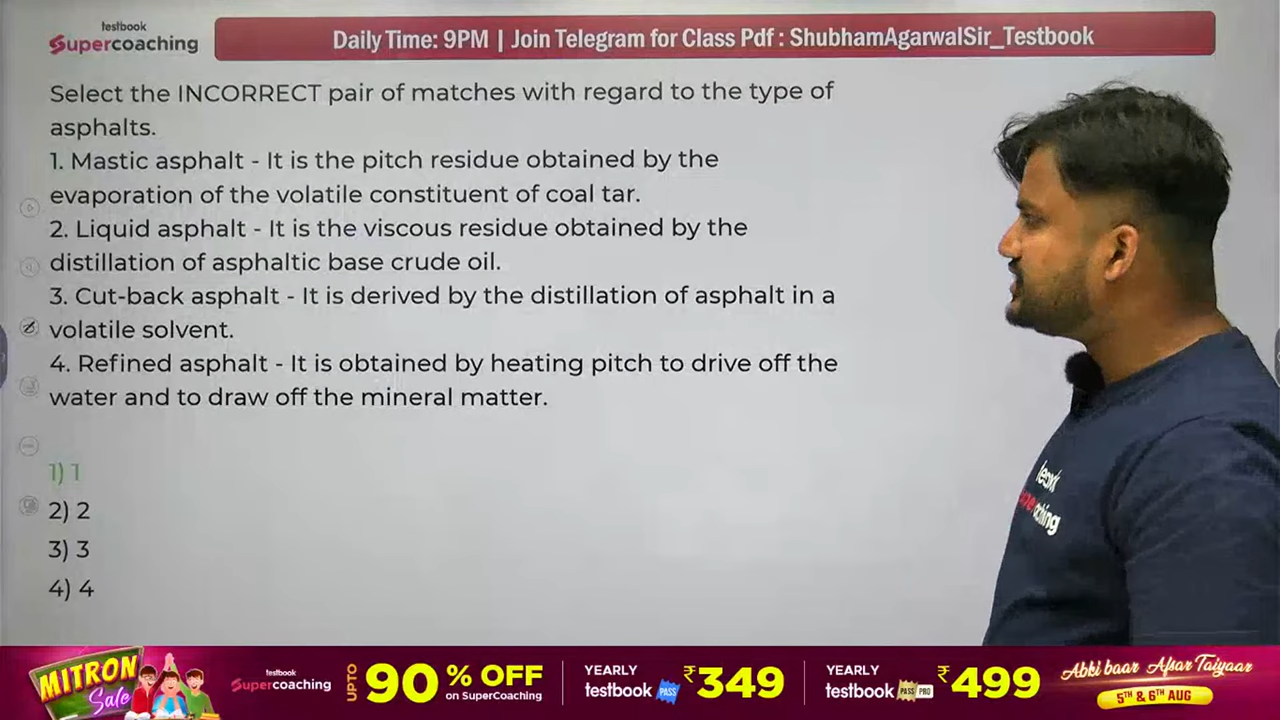 testbook
Supercoaching
Daily Time: 9PM | Join Telegram for Class Pdf : ShubhamAgarwalSir_Testbook
Select the INCORRECT pair of matches with regard to the type of
asphalts.
1. Mastic asphalt - It is the pitch residue obtained by the
evaporation of the volatile constituent of coal tar.
2. Liquid asphalt - It is the viscous residue obtained by the
distillation of asphaltic base crude oil.
3. Cut-back asphalt - It is derived by the distillation of asphalt in a
volatile solvent.
4. Refined asphalt - It is obtained by heating pitch to drive off the
water and to draw off the mineral matter.
1) 1
2) 2
3) 3
4) 4
MITRON
Sale
testbook
Supercoaching
UPTO
90 % OFF
on SuperCoaching
YEARLY
testbook PASS
₹349
YEARLY
testbook PASS PRO
₹499
Abki baar Afsar Taiyaar
5TH & 6TH AUG